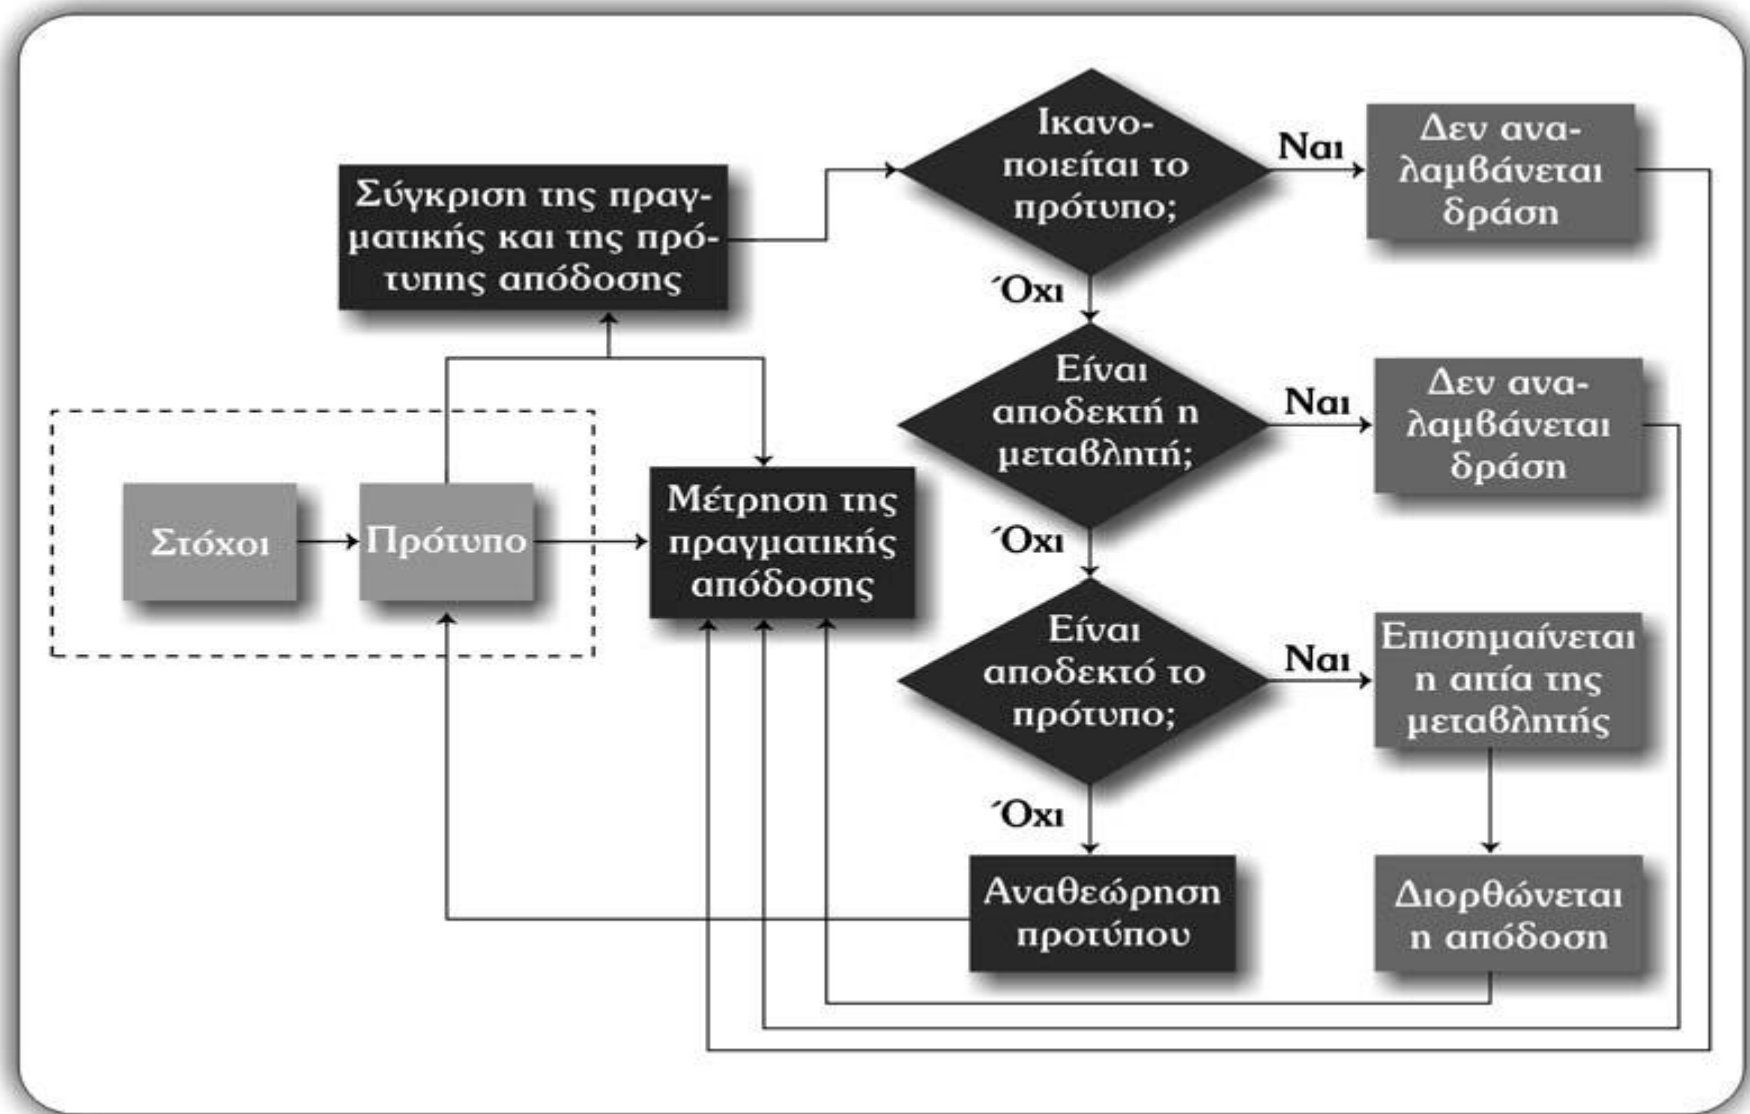 Ικανο-
ποιείται το
πρότυπο;
Ναι
Δεν ανα-
λαμβάνεται
δράση
Σύγκριση της πραγ-
ματικής και της πρό-
τυπης απόδοσης
Όχι
Είναι
αποδεκτή η
μεταβλητή;
Ναι
Δεν ανα-
λαμβάνεται
δράση
Στόχοι
Πρότυπο
Μέτρηση της
πραγματικής
απόδοσης
Όχι
Είναι
αποδεκτό το
πρότυπο;
Ναι
Επισημαίνεται
η αιτία της
μεταβλητής
Όχι
Αναθεώρηση
προτύπου
Διορθώνεται
η απόδοση